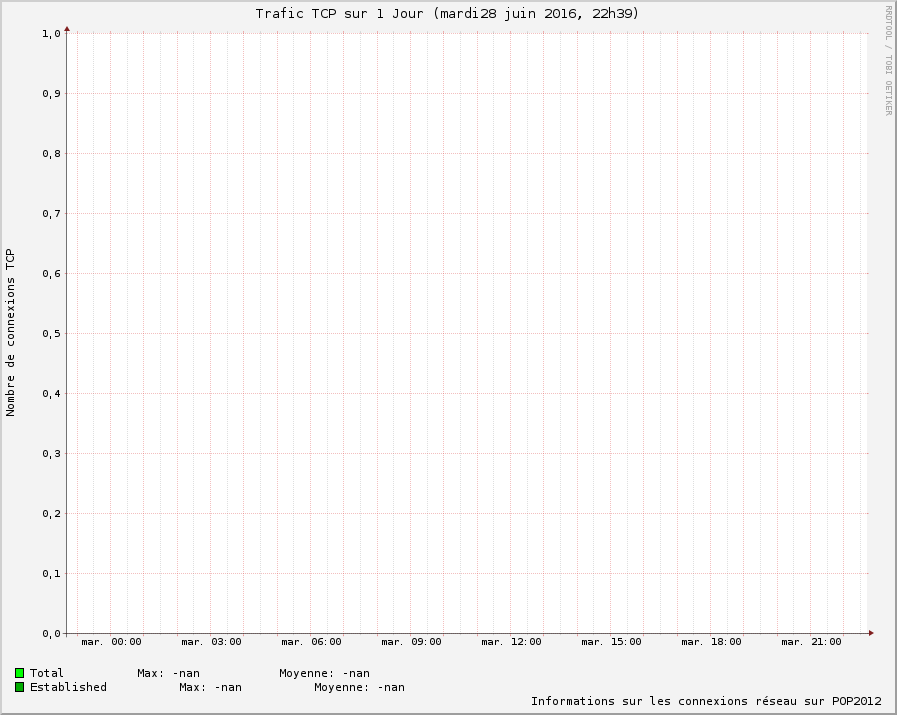 Trafic TCP sur 1 Jour (mardi28 juin 2016, 22h39)
RRDTOOL / TOBI OETIKER
Nombre de connexions TCP
1,0
0,9
0,8
0,7
0,6
0,5
0,4
0,3
0,2
0,1
0,0
mar. 00:00 mar. 03:00 mar. 06:00 mar. 09:00 mar. 12:00 mar. 15:00 mar. 18:00 mar. 21:00
Total Max: -nan Moyenne: -nan
Established Max: -nan Moyenne: -nan
Informations sur les connexions réseau sur POP2012